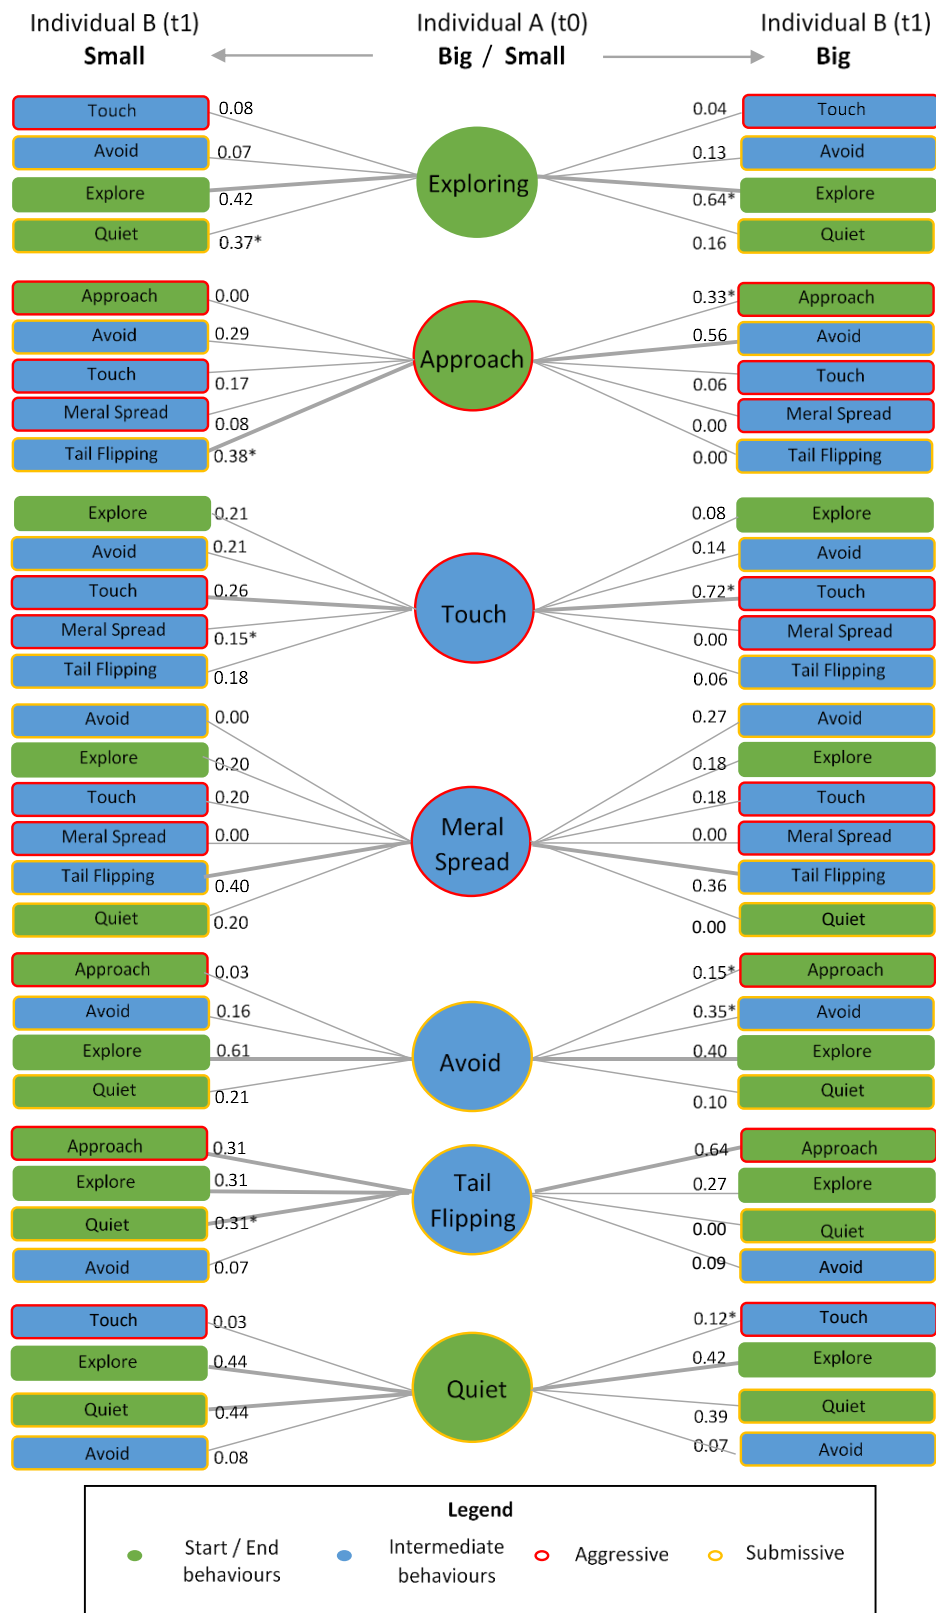 Individual B (t1)
Small
Individual A (t0)
Big / Small
Individual B (t1)
Big
Touch
0.08
Avoid
0.07
Explore
0.42
Quiet
0.37*
Exploring
0.04
Touch
0.13
Avoid
0.64*
Explore
0.16
Quiet
Approach
0.00
Avoid
0.29
Touch
0.17
Meral Spread
0.08
Tail Flipping
0.38*
Approach
0.33*
Approach
0.56
Avoid
0.06
Touch
0.00
Meral Spread
0.00
Tail Flipping
Explore
0.21
Avoid
0.21
Touch
0.26
Meral Spread
0.15*
Tail Flipping
0.18
Touch
0.08
Explore
0.14
Avoid
0.72*
Touch
0.00
Meral Spread
0.06
Tail Flipping
Avoid
0.00
Explore
0.20
Touch
0.20
Meral Spread
0.00
Tail Flipping
0.40
Quiet
0.20
Meral
Spread
0.27
Avoid
0.18
Explore
0.18
Touch
0.00
Meral Spread
0.36
Tail Flipping
0.00
Quiet
Approach
0.03
Avoid
0.16
Explore
0.61
Quiet
0.21
Avoid
0.15*
Approach
0.35*
Avoid
0.40
Explore
0.10
Quiet
Approach
0.31
Explore
0.31
Quiet
0.31*
Avoid
0.07
Tail
Flipping
0.64
Approach
0.27
Explore
0.00
Quiet
0.09
Avoid
Touch
0.03
Explore
0.44
Quiet
0.44
Avoid
0.08
Quiet
0.12*
Touch
0.42
Explore
0.39
Quiet
0.07
Avoid
Legend
Start / End
behaviours
Intermediate
behaviours
Aggressive
Submissive